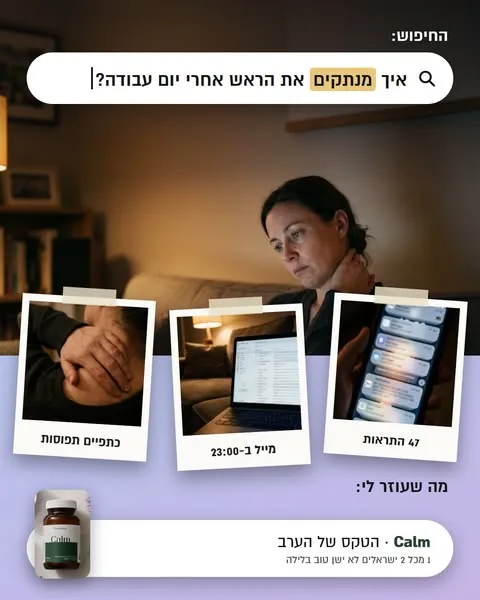 החיפוש:
איך מנתקים את הראש אחרי יום עבודה?
47 התראות
מייל ב-23:00
כתפיים תפוסות
מה שעוזר לי:
Calm · הטקס של הערב
1 מכל 2 ישראלים לא ישן טוב בלילה
Calm